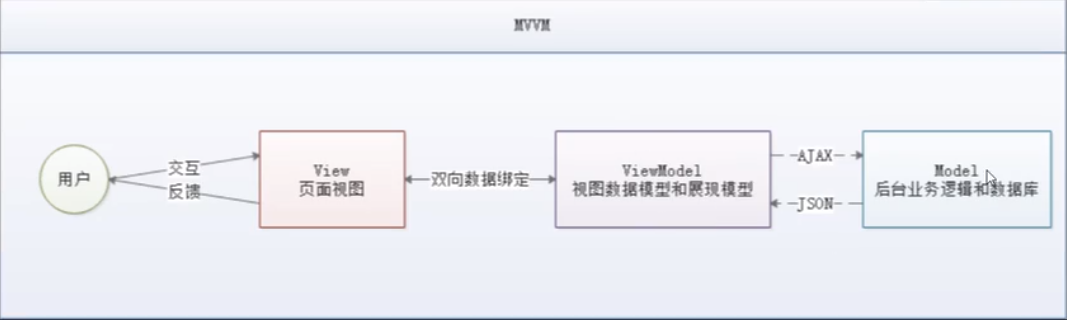 MVVM
用户
交互
反馈
View
页面视图
双向数据绑定
ViewModel
视图数据模型和展现模型
AJAX
JSON
Model
后台业务逻辑和数据库